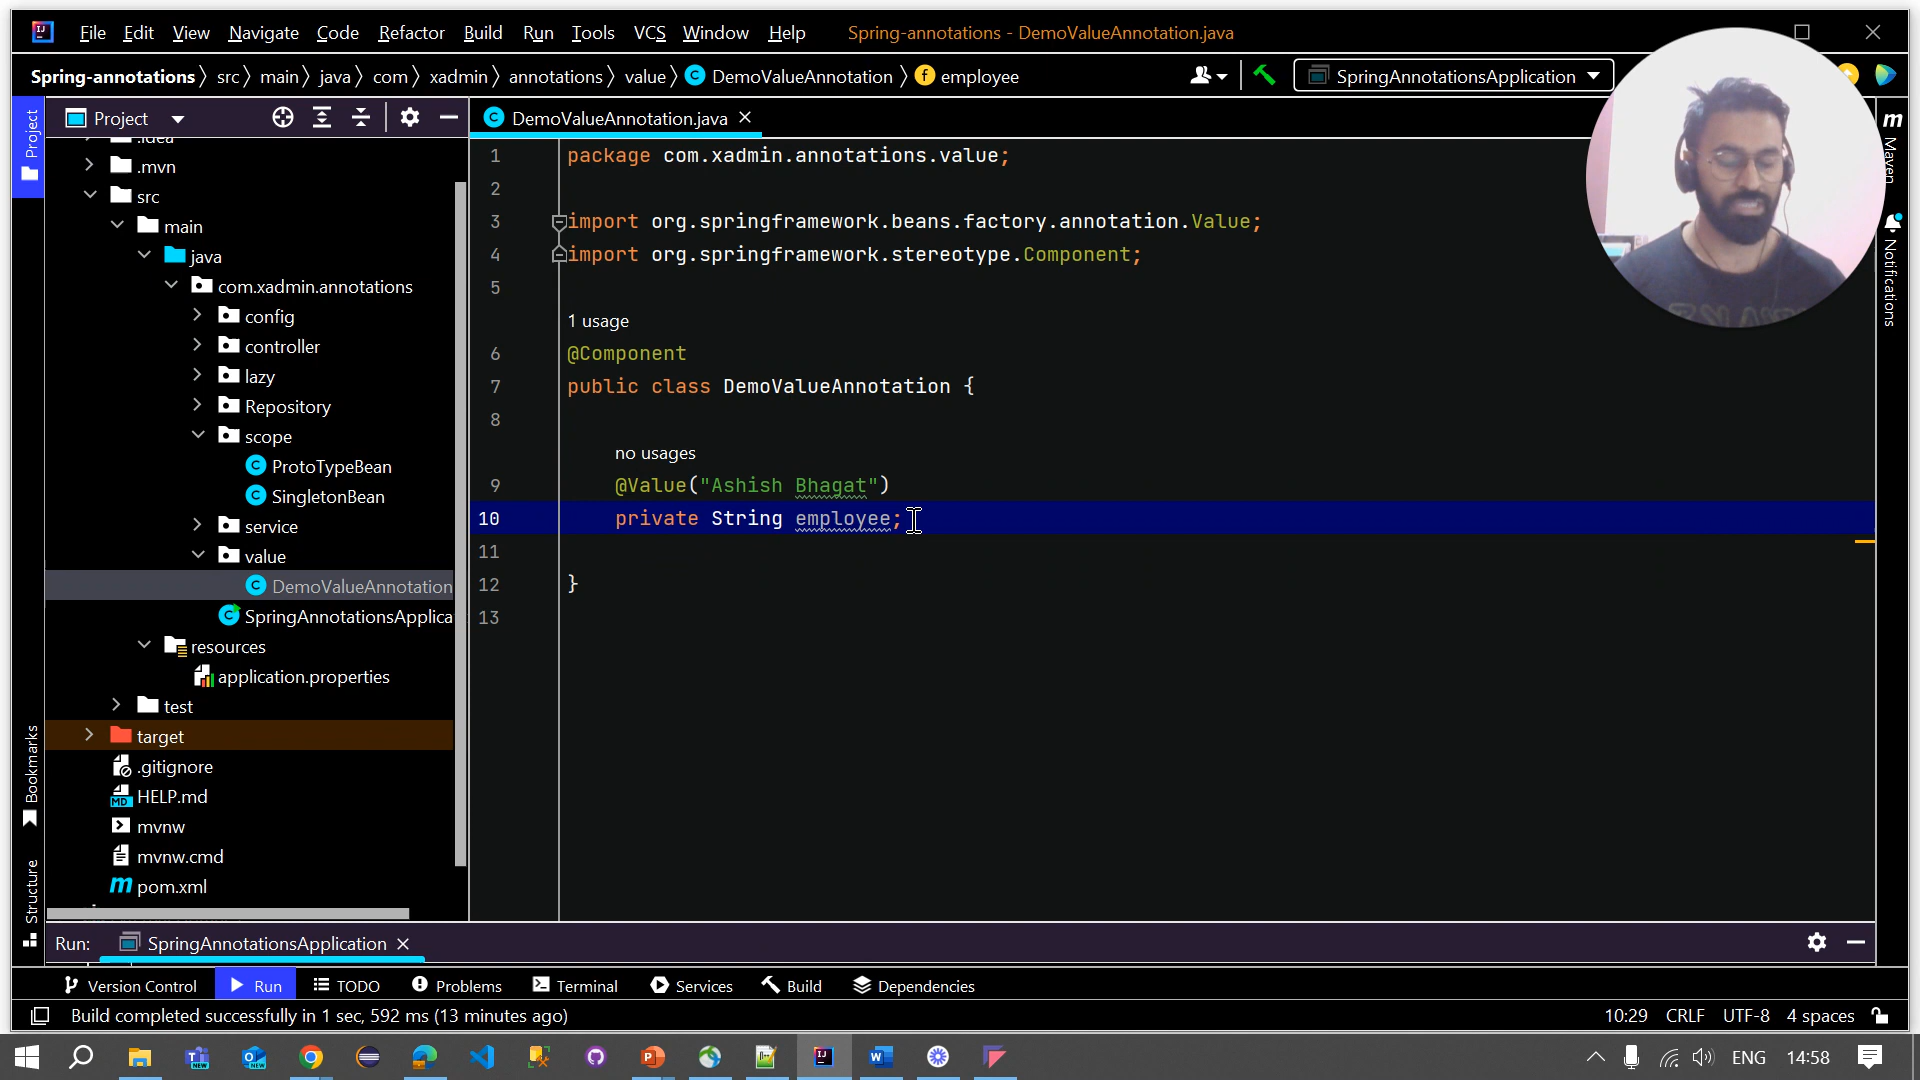 File Edit View Navigate Code Refactor Build Run Tools VCS Window Help Spring-annotations - DemoValueAnnotation.java
Spring-annotations src main java com xadmin annotations value DemoValueAnnotation employee SpringAnnotationsApplication
Project
DemoValueAnnotation.java
.idea
.mvn
src
main
java
com.xadmin.annotations
config
controller
lazy
Repository
scope
ProtoTypeBean
SingletonBean
service
value
DemoValueAnnotation
SpringAnnotationsApplica
resources
application.properties
test
target
.gitignore
HELP.md
mvnw
mvnw.cmd
pom.xml
1 package com.xadmin.annotations.value;
2
3 import org.springframework.beans.factory.annotation.Value;
4 import org.springframework.stereotype.Component;
5
1 usage
6 @Component
7 public class DemoValueAnnotation {
8
no usages
9 @Value("Ashish Bhagat")
10 private String employee;
11
12 }
13
Project
Bookmarks
Structure
Maven
Notifications
Run: SpringAnnotationsApplication
Version Control Run TODO Problems Terminal Services Build Dependencies
Build completed successfully in 1 sec, 592 ms (13 minutes ago) 10:29 CRLF UTF-8 4 spaces
ENG 14:58